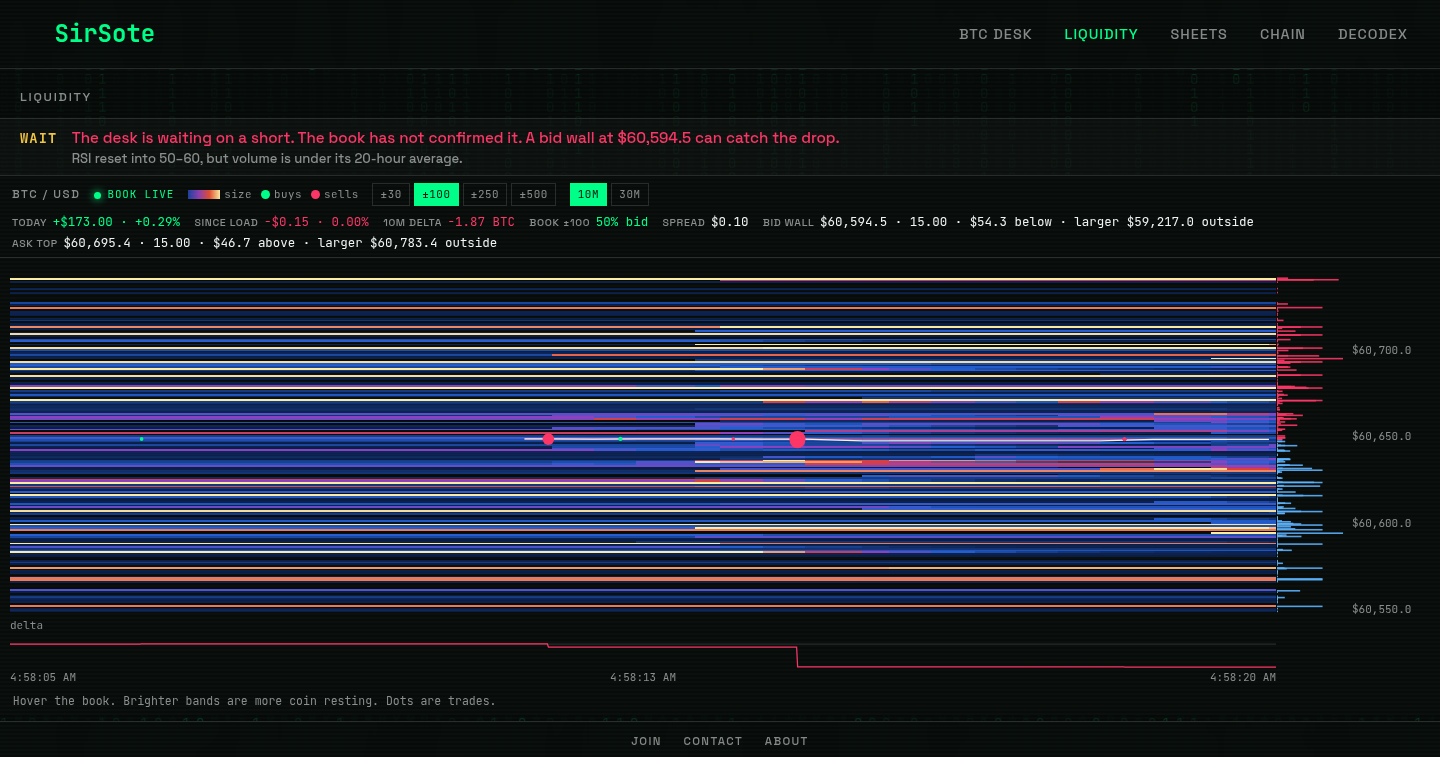 SirSote
BTC DESK LIQUIDITY SHEETS CHAIN DECODEX
LIQUIDITY
WAIT The desk is waiting on a short. The book has not confirmed it. A bid wall at $60,594.5 can catch the drop.
RSI reset into 50–60, but volume is under its 20-hour average.
BTC / USD BOOK LIVE size buys sells ±30 ±100 ±250 ±500 10M 30M
TODAY +$173.00 · +0.29% SINCE LOAD -$0.15 · 0.00% 10M DELTA -1.87 BTC BOOK ±100 50% bid SPREAD $0.10 BID WALL $60,594.5 · 15.00 · $54.3 below · larger $59,217.0 outside
ASK TOP $60,695.4 · 15.00 · $46.7 above · larger $60,783.4 outside
$60,700.0
$60,650.0
$60,600.0
$60,550.0
delta
4:58:05 AM 4:58:13 AM 4:58:20 AM
Hover the book. Brighter bands are more coin resting. Dots are trades.
JOIN CONTACT ABOUT